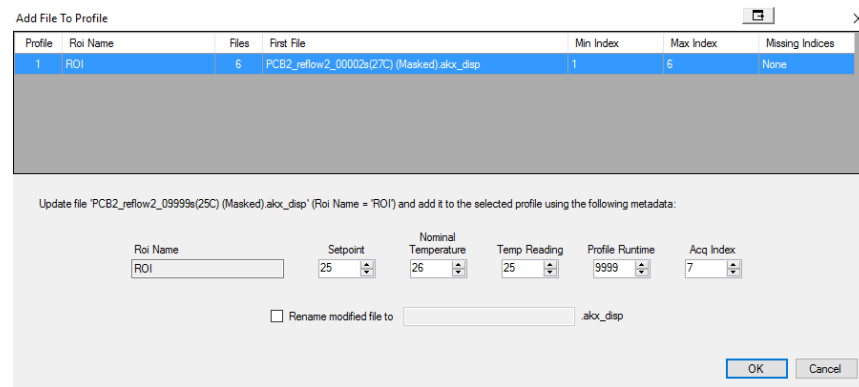 Add File To Profile
Profile Roi Name Files First File Min Index Max Index Missing Indices
1 ROI 6 PCB2_reflow2_00002s(27C) (Masked).akx_disp 1 6 None
Update file 'PCB2_reflow2_09999s(25C) (Masked).akx_disp' (Roi Name = 'ROI') and add it to the selected profile using the following metadata:
Roi Name Setpoint Nominal Temperature Temp Reading Profile Runtime Acq Index
ROI 25 26 25 9999 7
Rename modified file to .akx_disp
OK Cancel